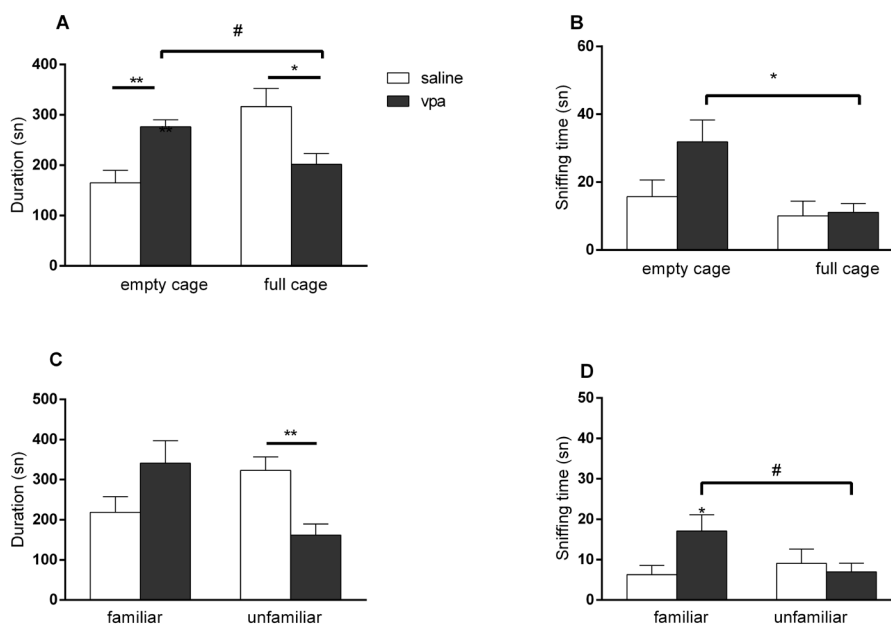 A
#
400
300
200
100
0
Duration (sn)
**
**
*
empty cage
full cage
saline
vpa
B
60
40
20
0
Sniffing time (sn)
*
empty cage
full cage
C
500
400
300
200
100
0
Duration (sn)
**
familiar
unfamiliar
D
50
40
30
20
10
0
Sniffing time (sn)
#
*
familiar
unfamiliar